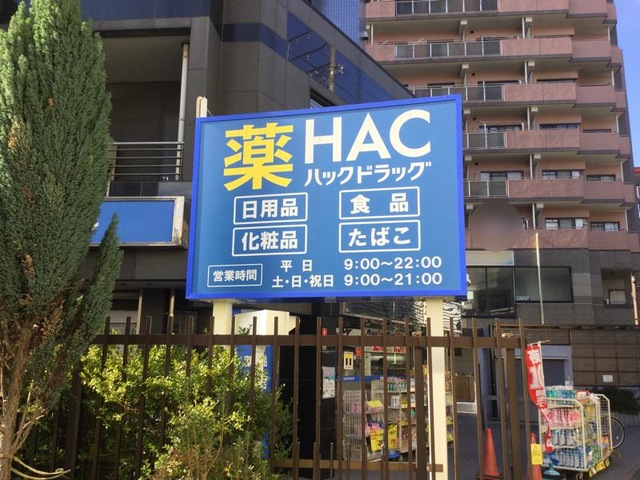 薬 HAC
ハックドラッグ
日用品 食品
化粧品 たばこ
営業時間
平日 9:00～22:00
土・日・祝日 9:00～21:00